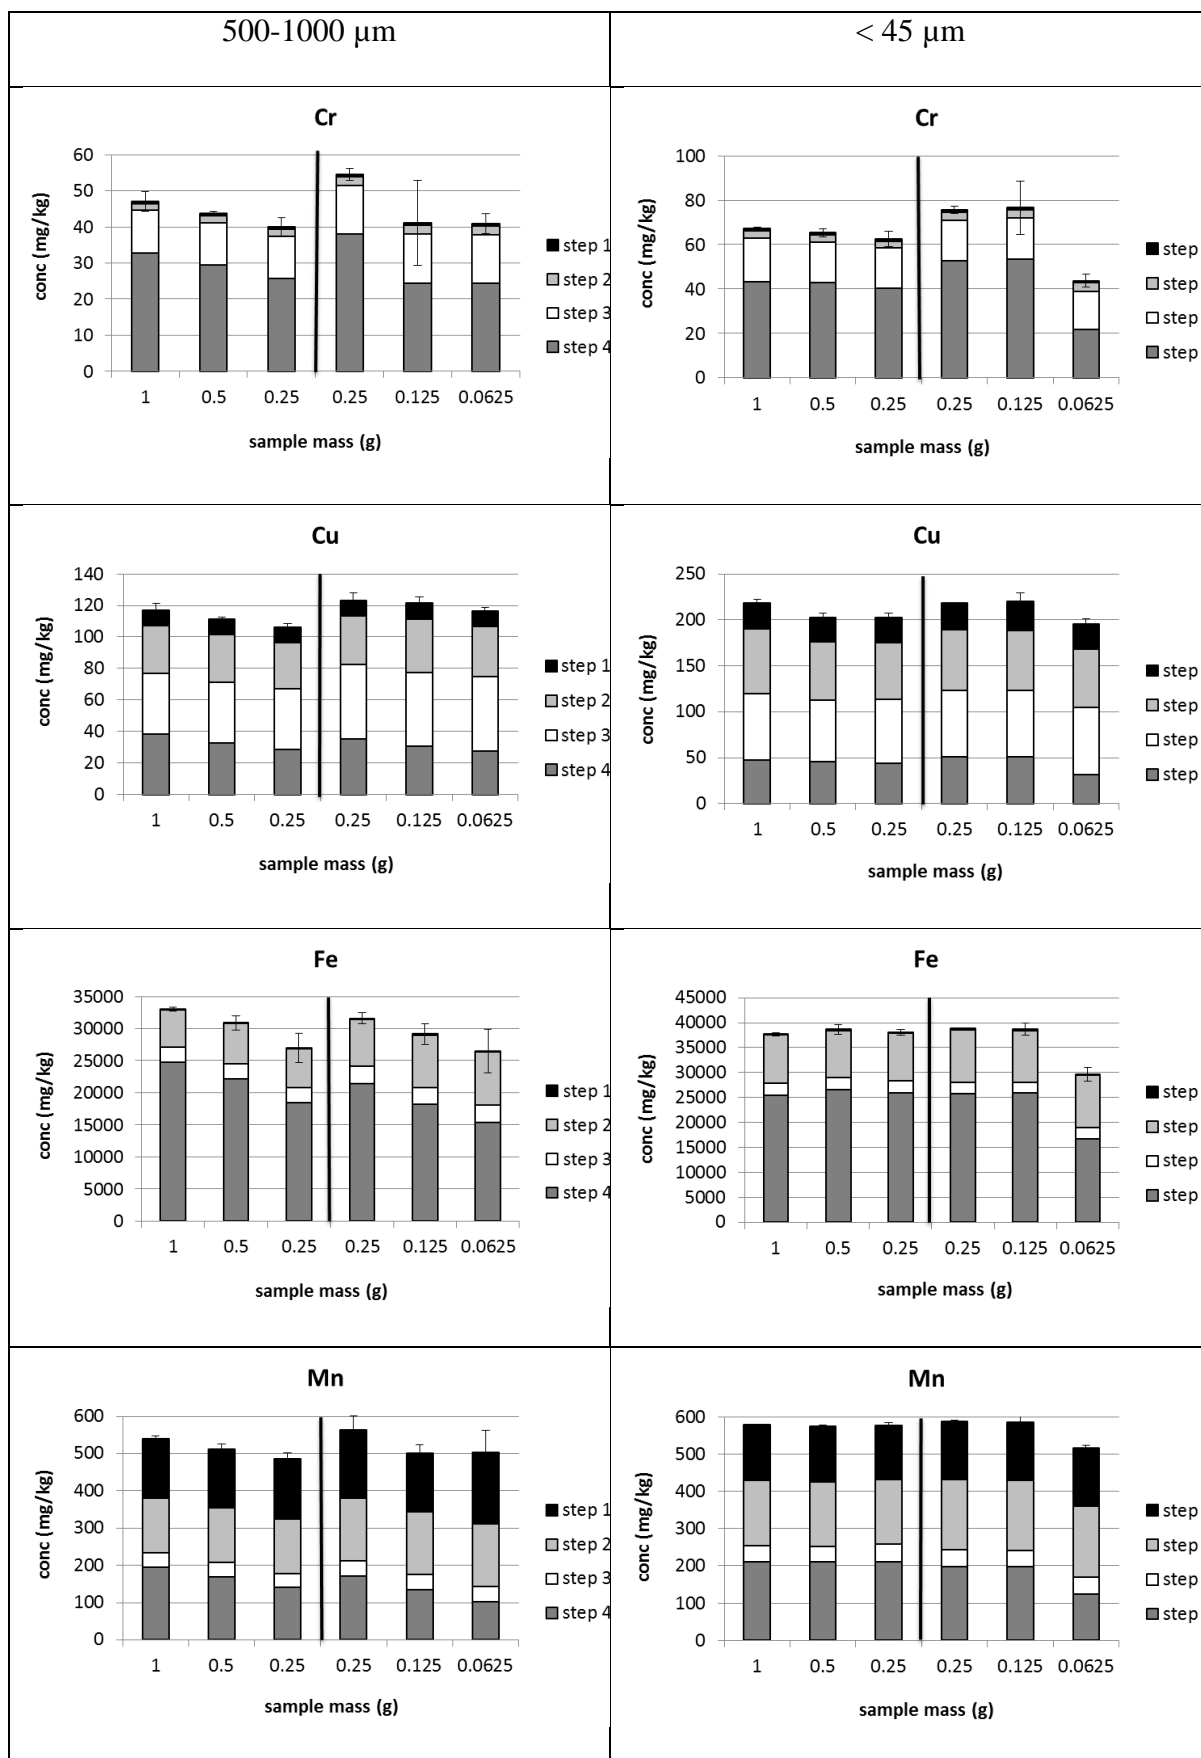 500-1000 µm
< 45 µm
Cr
conc (mg/kg)
60
50
40
30
20
10
0
1 0.5 0.25 0.25 0.125 0.0625
sample mass (g)
step 1
step 2
step 3
step 4
Cr
conc (mg/kg)
100
80
60
40
20
0
1 0.5 0.25 0.25 0.125 0.0625
sample mass (g)
step
step
step
step
Cu
conc (mg/kg)
140
120
100
80
60
40
20
0
1 0.5 0.25 0.25 0.125 0.0625
sample mass (g)
step 1
step 2
step 3
step 4
Cu
conc (mg/kg)
250
200
150
100
50
0
1 0.5 0.25 0.25 0.125 0.0625
sample mass (g)
step
step
step
step
Fe
conc (mg/kg)
35000
30000
25000
20000
15000
10000
5000
0
1 0.5 0.25 0.25 0.125 0.0625
sample mass (g)
step 1
step 2
step 3
step 4
Fe
conc (mg/kg)
45000
40000
35000
30000
25000
20000
15000
10000
5000
0
1 0.5 0.25 0.25 0.125 0.0625
sample mass (g)
step
step
step
step
Mn
conc (mg/kg)
600
500
400
300
200
100
0
1 0.5 0.25 0.25 0.125 0.0625
sample mass (g)
step 1
step 2
step 3
step 4
Mn
conc (mg/kg)
600
500
400
300
200
100
0
1 0.5 0.25 0.25 0.125 0.0625
sample mass (g)
step
step
step
step